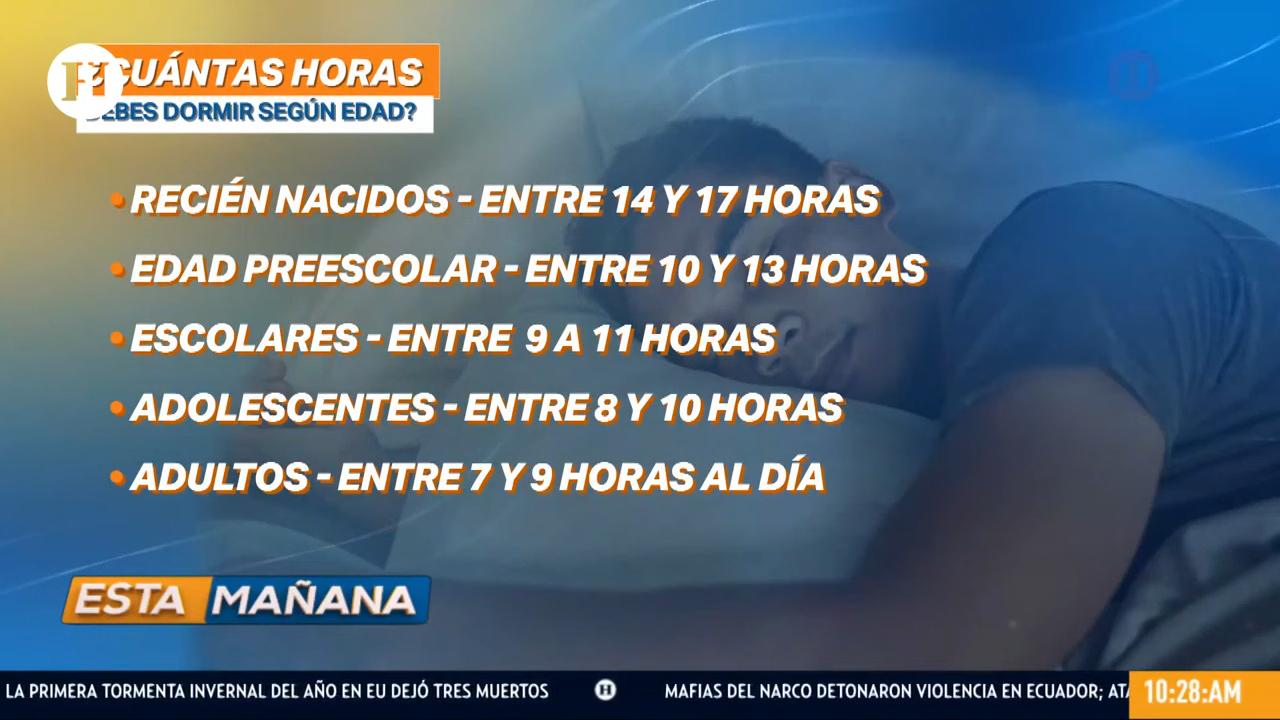 ¿CUÁNTAS HORAS
DEBES DORMIR SEGÚN EDAD?
• RECIÉN NACIDOS - ENTRE 14 Y 17 HORAS
• EDAD PREESCOLAR - ENTRE 10 Y 13 HORAS
• ESCOLARES - ENTRE 9 A 11 HORAS
• ADOLESCENTES - ENTRE 8 Y 10 HORAS
• ADULTOS - ENTRE 7 Y 9 HORAS AL DÍA
ESTA MAÑANA
LA PRIMERA TORMENTA INVERNAL DEL AÑO EN EU DEJÓ TRES MUERTOS H MAFIAS DEL NARCO DETONARON VIOLENCIA EN ECUADOR; 10:28:AM